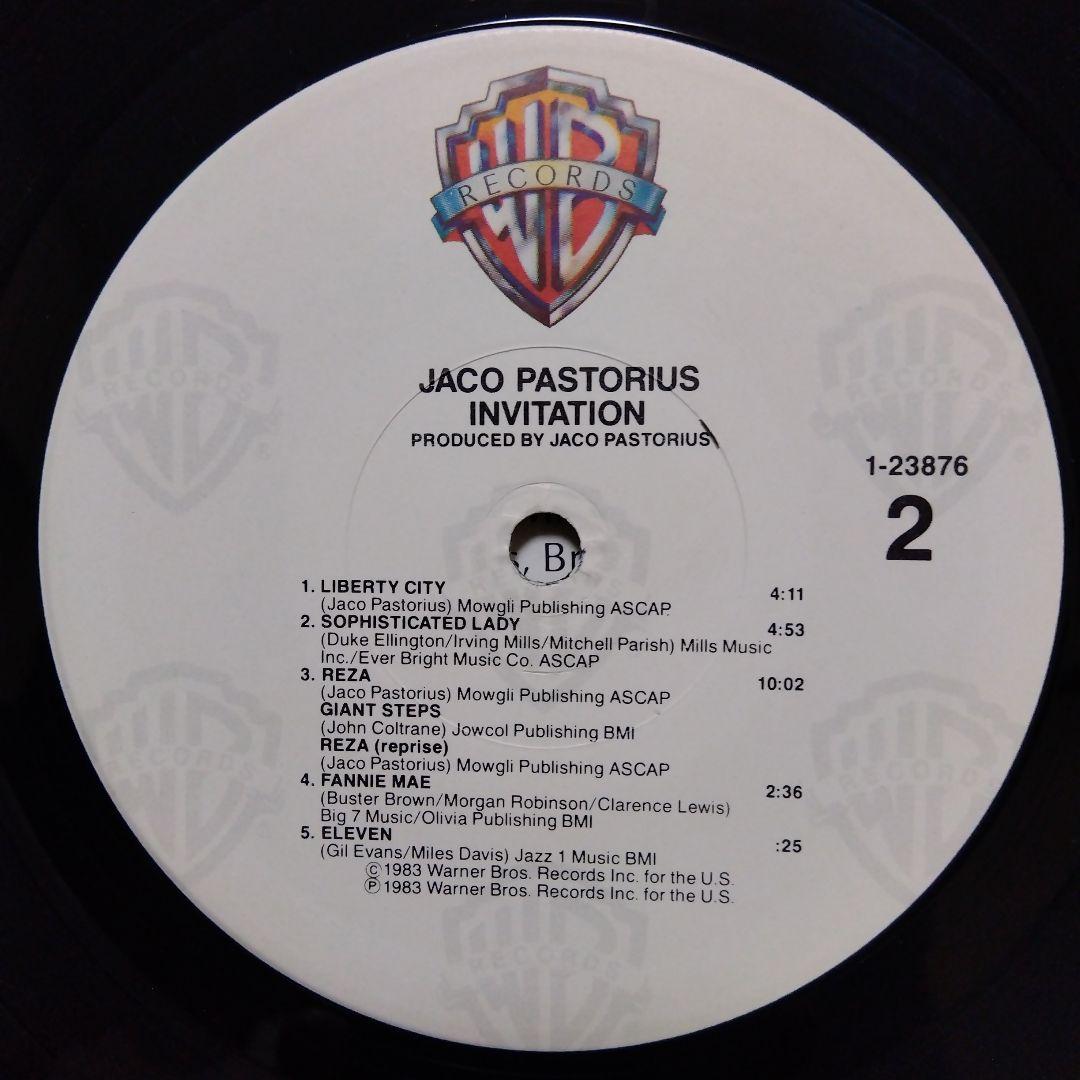 WB
RECORDS
JACO PASTORIUS
INVITATION
PRODUCED BY JACO PASTORIUS
1-23876
2
, Br
1. LIBERTY CITY 4:11
(Jaco Pastorius) Mowgli Publishing ASCAP
2. SOPHISTICATED LADY 4:53
(Duke Ellington/Irving Mills/Mitchell Parish) Mills Music
Inc./Ever Bright Music Co. ASCAP
3. REZA 10:02
(Jaco Pastorius) Mowgli Publishing ASCAP
GIANT STEPS
(John Coltrane) Jowcol Publishing BMI
REZA (reprise)
(Jaco Pastorius) Mowgli Publishing ASCAP
4. FANNIE MAE 2:36
(Buster Brown/Morgan Robinson/Clarence Lewis)
Big 7 Music/Olivia Publishing BMI
5. ELEVEN :25
(Gil Evans/Miles Davis) Jazz 1 Music BMI
Ⓒ1983 Warner Bros. Records Inc. for the U.S.
Ⓟ1983 Warner Bros. Records Inc. for the U.S.